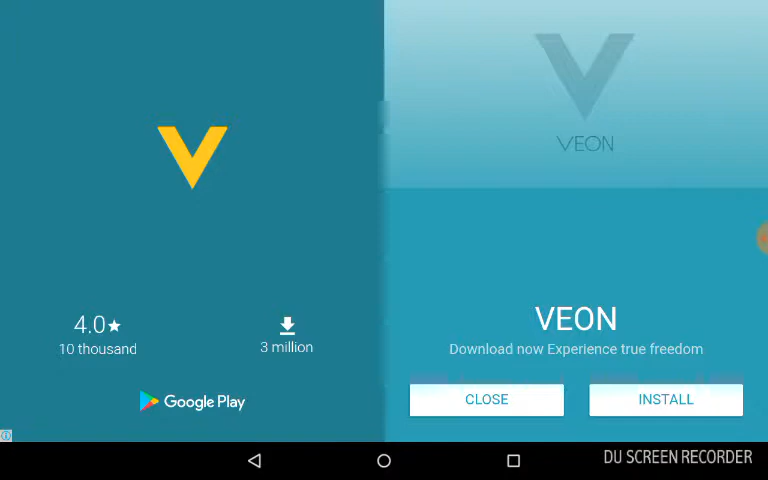 VEON
4.0★
10 thousand
3 million
Google Play
VEON
Download now Experience true freedom
CLOSE
INSTALL
DU SCREEN RECORDER